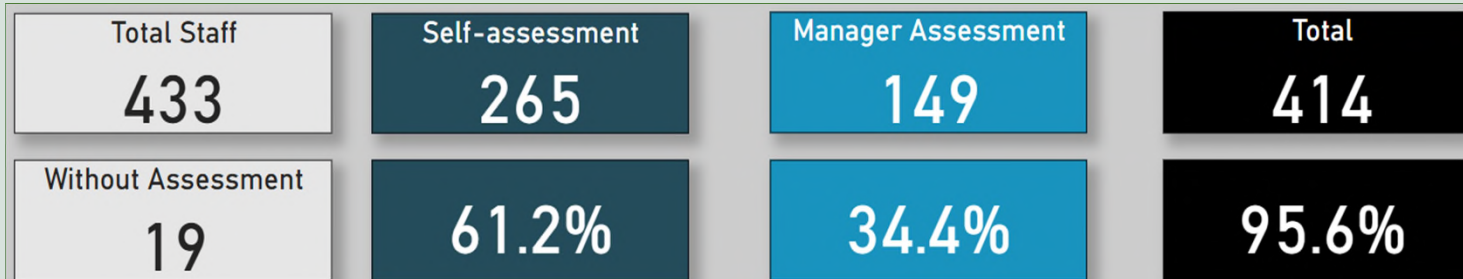 Total Staff
433
Self-assessment
265
Manager Assessment
149
Total
414
Without Assessment
19
61.2%
34.4%
95.6%